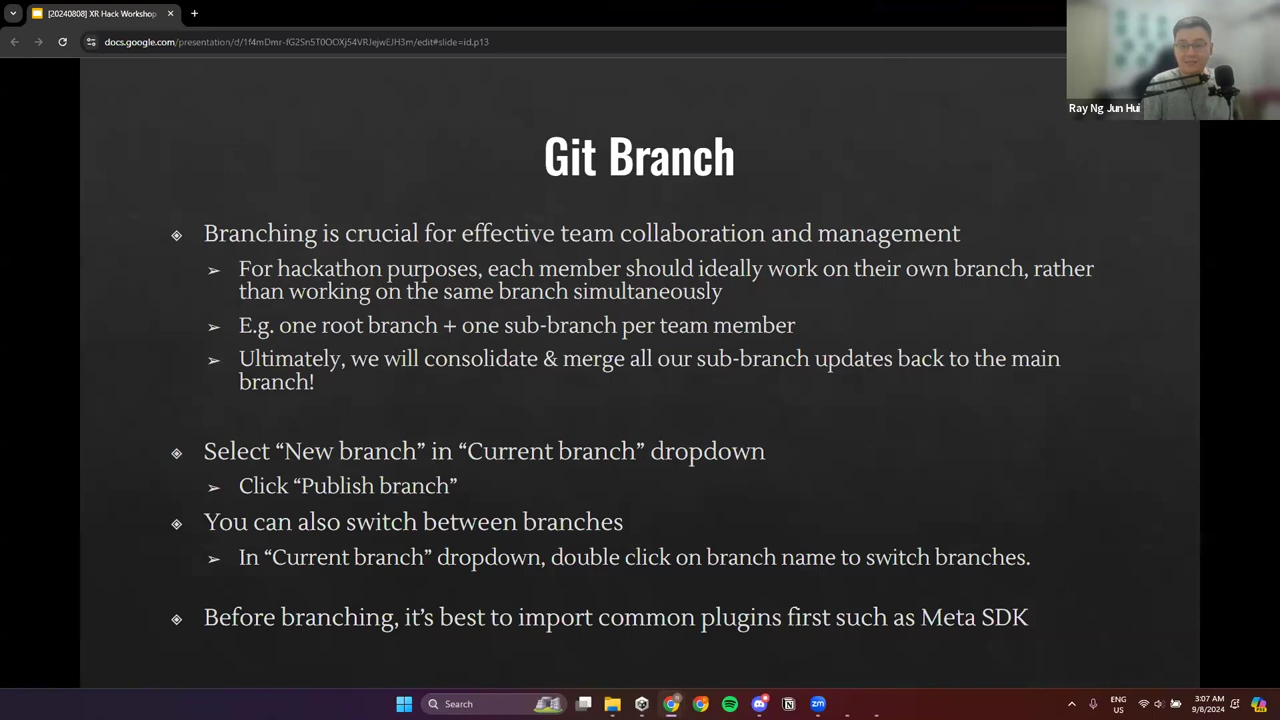 [20240808] XR Hack Workshop
docs.google.com/presentation/d/1f4mDmr-fG2Sn5T0OOXj54VRJejwEJH3m/edit#slide=id.p13
Ray Ng Jun Hui
Git Branch
Branching is crucial for effective team collaboration and management
➢ For hackathon purposes, each member should ideally work on their own branch, rather
than working on the same branch simultaneously
➢ E.g. one root branch + one sub-branch per team member
➢ Ultimately, we will consolidate & merge all our sub-branch updates back to the main
branch!
Select “New branch” in “Current branch” dropdown
➢ Click “Publish branch”
You can also switch between branches
➢ In “Current branch” dropdown, double click on branch name to switch branches.
Before branching, it’s best to import common plugins first such as Meta SDK
Search
zm
ENG
US
3:07 AM
9/8/2024